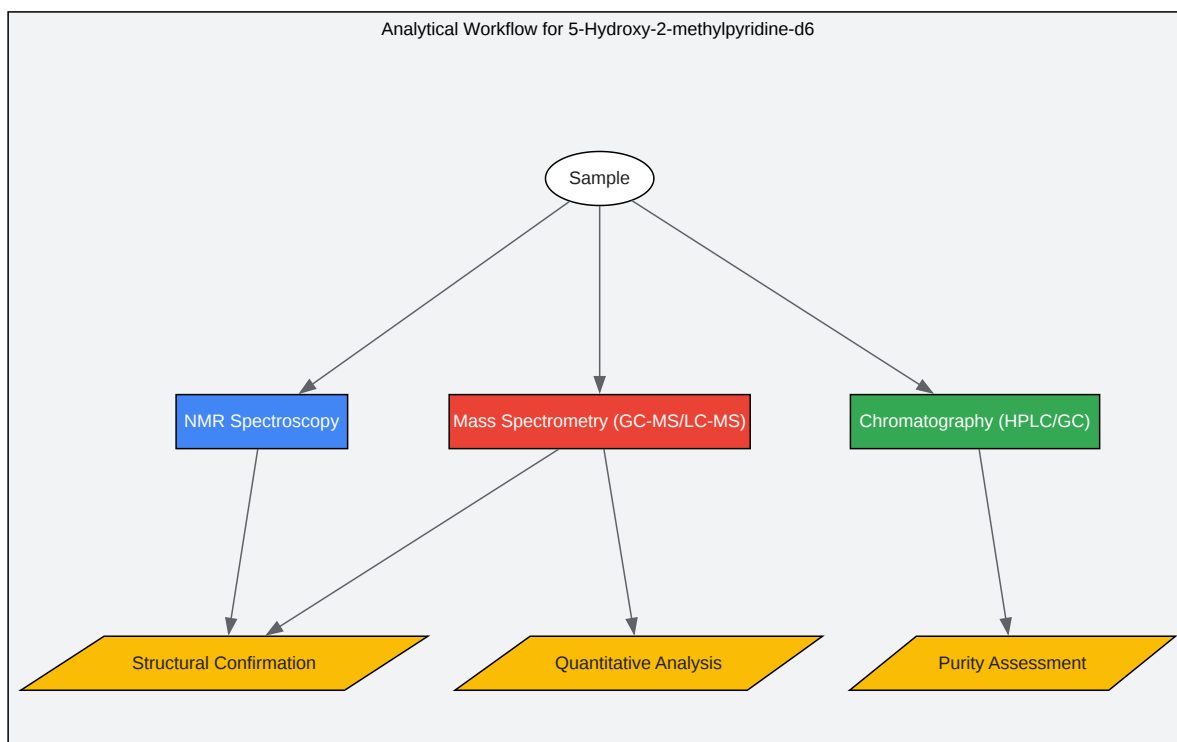 Analytical Workflow for 5-Hydroxy-2-methylpyridine-d6
Sample
NMR Spectroscopy
Mass Spectrometry (GC-MS/LC-MS)
Chromatography (HPLC/GC)
Structural Confirmation
Quantitative Analysis
Purity Assessment